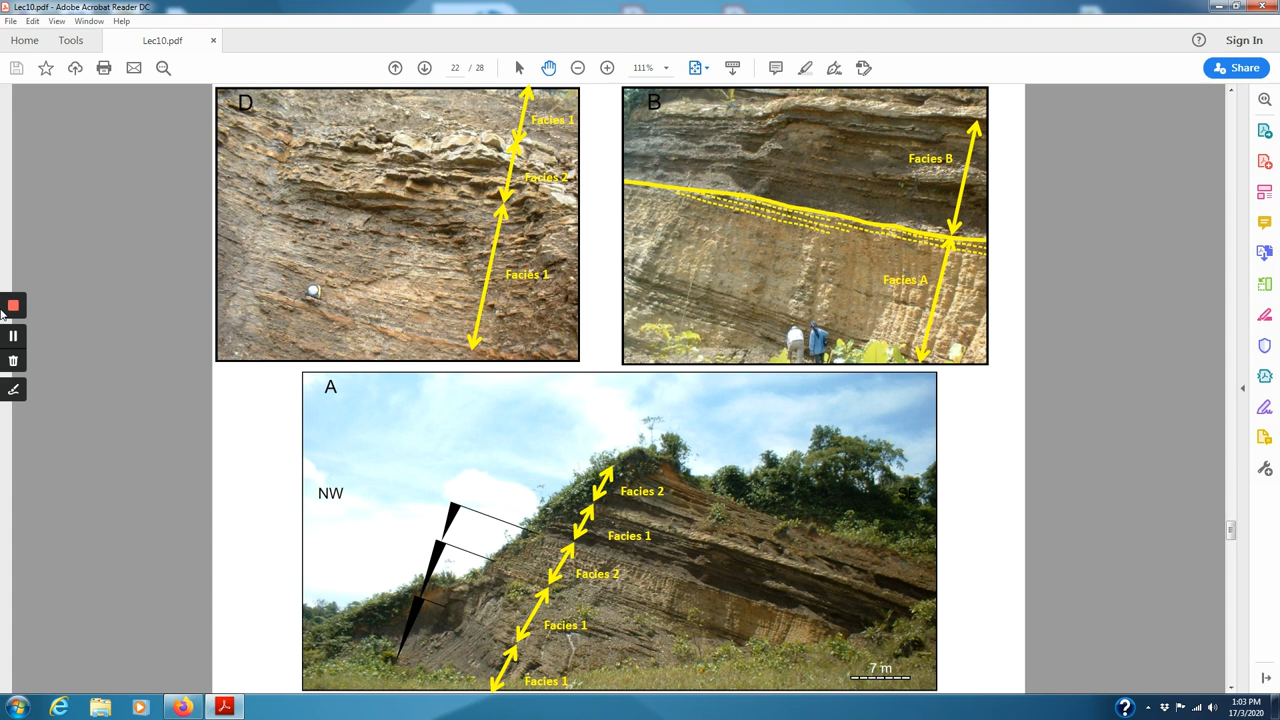 Lec10.pdf - Adobe Acrobat Reader DC
File Edit View Window Help
Home Tools Lec10.pdf × Sign In
22 / 28 111% Share
D
Facies 1
Facies 2
Facies 1
B
Facies B
Facies A
A
NW
SE
Facies 2
Facies 1
Facies 2
Facies 1
Facies 1
7 m
1:03 PM
17/3/2020